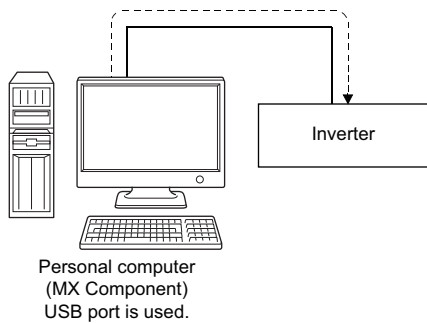 Inverter
Personal computer
(MX Component)
USB port is used.